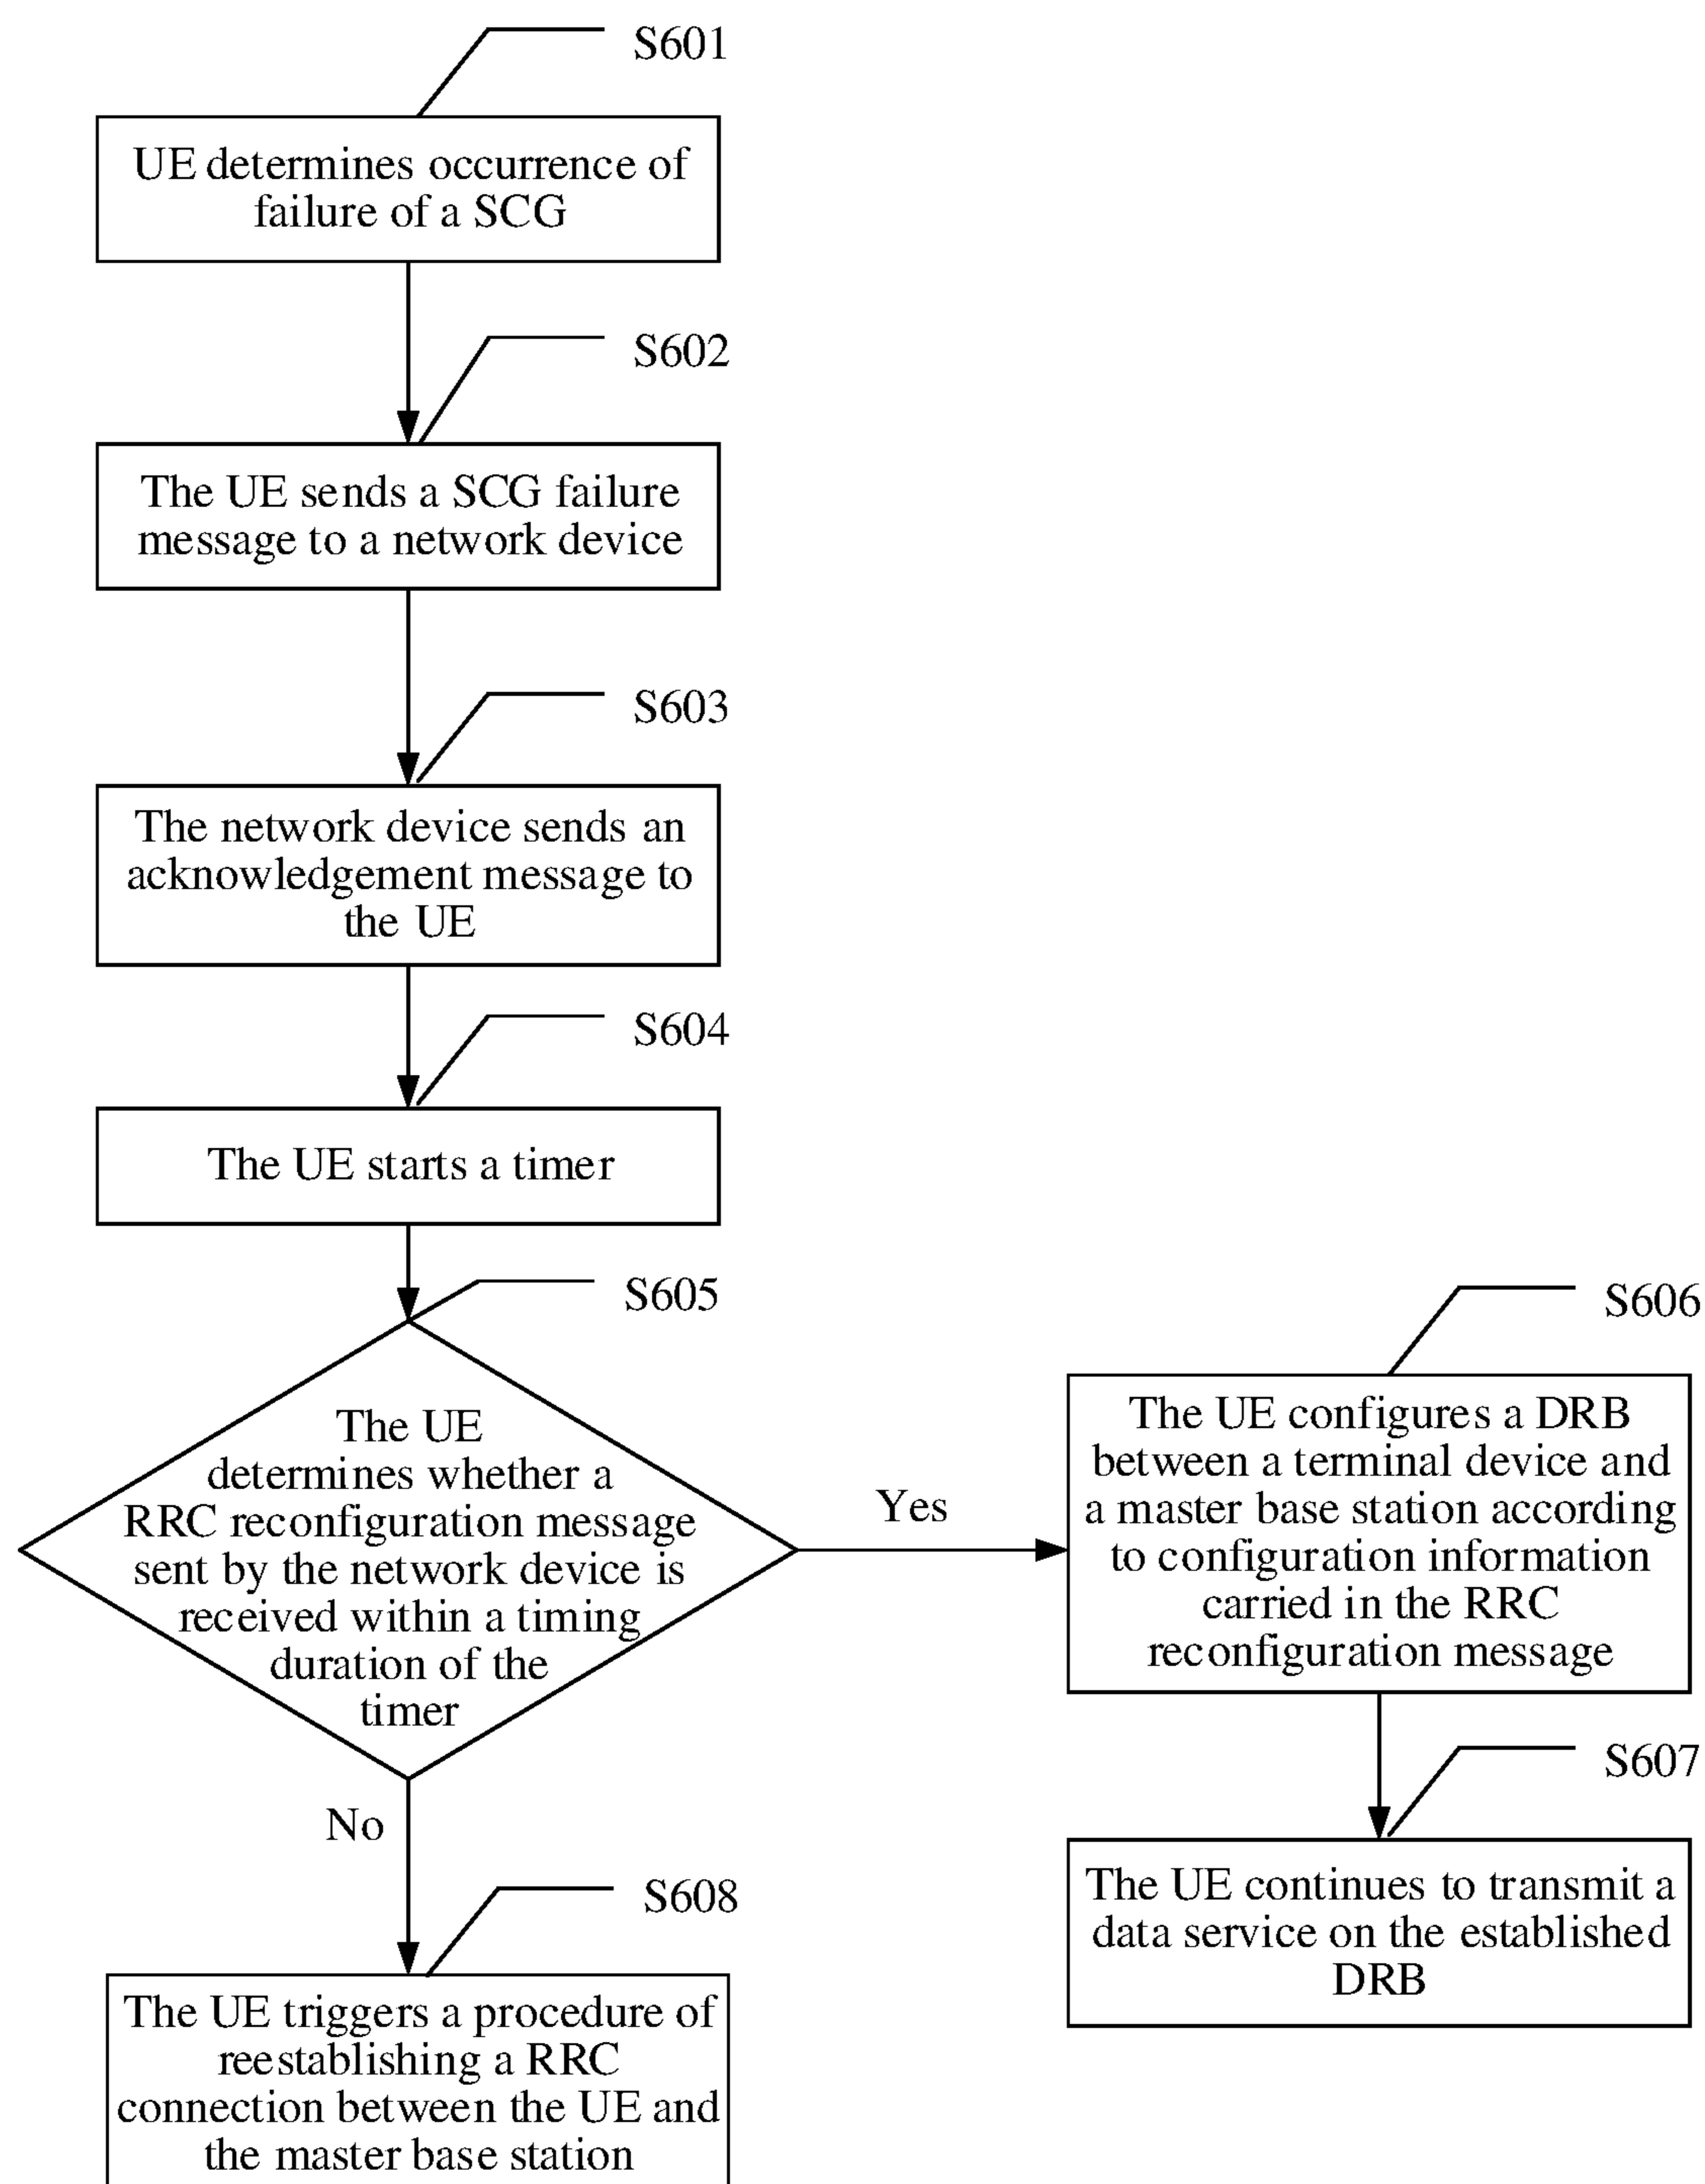 S601
UE determines occurrence of
failure of a SCG
S602
The UE sends a SCG failure
message to a network device
S603
The network device sends an
acknowledgement message to
the UE
S604
The UE starts a timer
S605
The UE
determines whether a
RRC reconfiguration message
sent by the network device is
received within a timing
duration of the
timer
Yes
S606
The UE configures a DRB
between a terminal device and
a master base station according
to configuration information
carried in the RRC
reconfiguration message
S607
The UE continues to transmit a
data service on the established
DRB
No
S608
The UE triggers a procedure of
reestablishing a RRC
connection between the UE and
the master base station